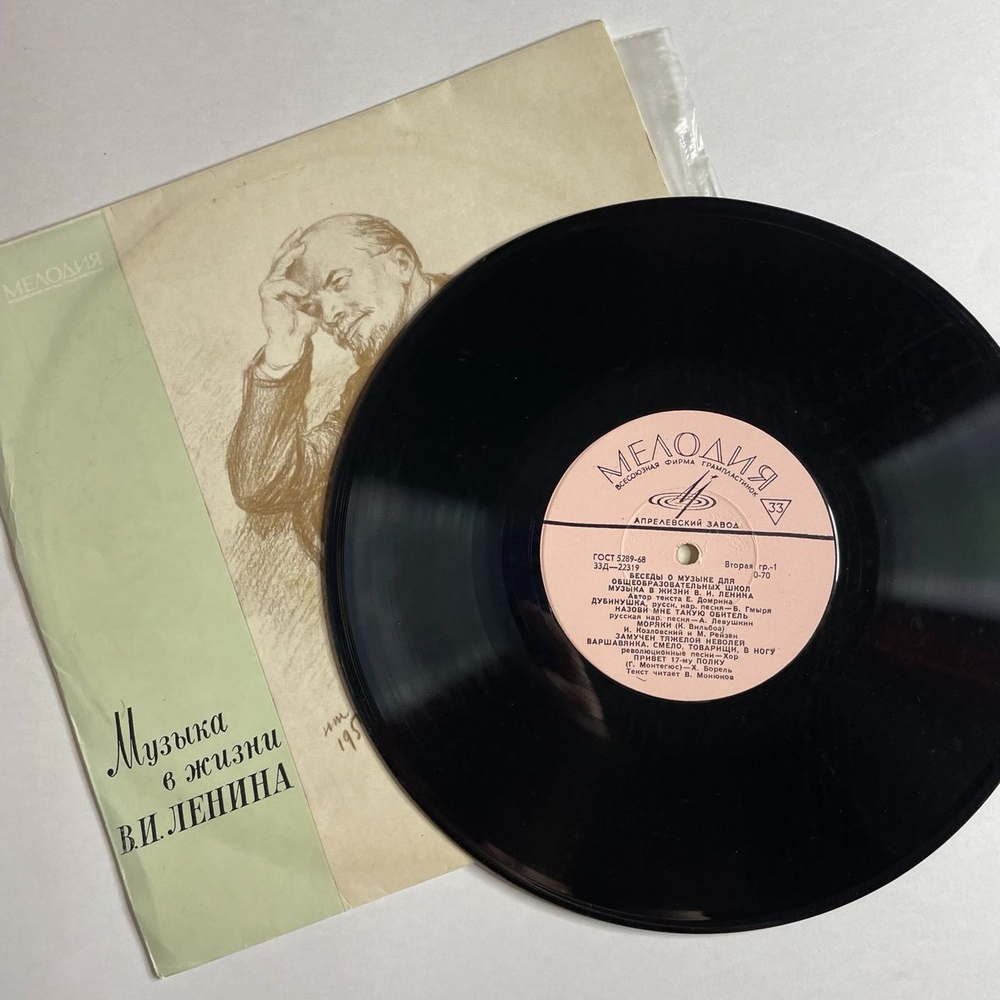 МЕЛОДИЯ
Музыка
в жизни
В.И. ЛЕНИНА
195
МЕЛОДИЯ
ВСЕСОЮЗНАЯ ФИРМА ГРАМПЛАСТИНОК
33
АПРЕЛЕВСКИЙ ЗАВОД
ГОСТ 5289-68
33Д—22319
Вторая гр.-1
0-70
БЕСЕДЫ О МУЗЫКЕ ДЛЯ
ОБЩЕОБРАЗОВАТЕЛЬНЫХ ШКОЛ
МУЗЫКА В ЖИЗНИ В. И. ЛЕНИНА
Автор текста Е. Домрина
ДУБИНУШКА, русск. нар. песня—Б. Гмыря
НАЗОВИ МНЕ ТАКУЮ ОБИТЕЛЬ
русская нар. песня—А. Левушкин
МОРЯКИ (К. Вильбоа)
И. Козловский и М. Рейзен
ЗАМУЧЕН ТЯЖЕЛОЙ НЕВОЛЕЙ
ВАРШАВЯНКА. СМЕЛО, ТОВАРИЩИ, В НОГУ
революционные песни—Хор
ПРИВЕТ 17-му ПОЛКУ
(Г. Монтегюс)—Х. Борель
Текст читает В. Монюков